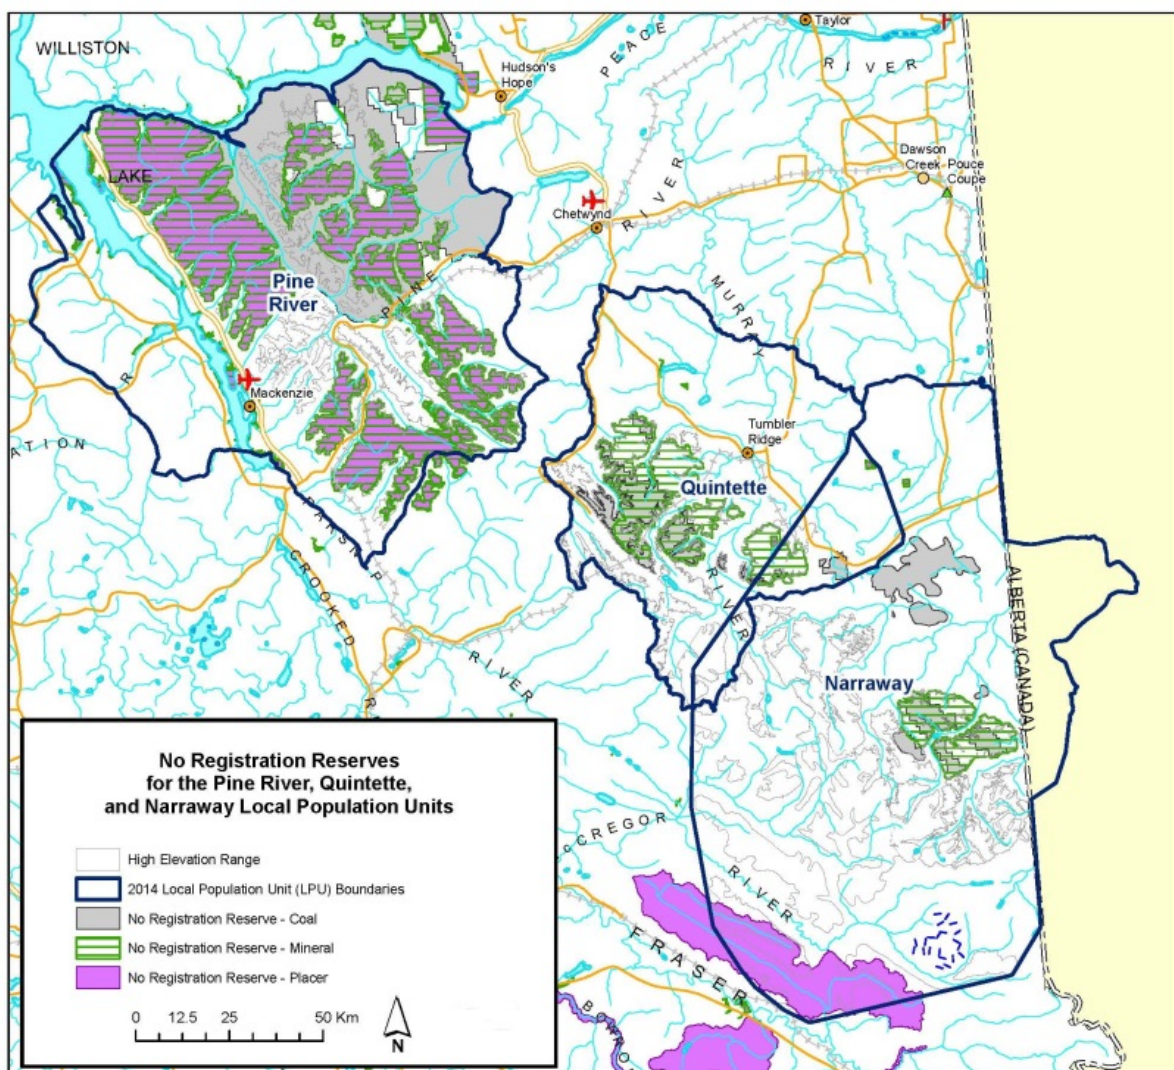 WILLISTON
LAKE
Hudson's
Hope
PEACE
RIVER
Taylor
Dawson
Creek
Pouce
Coupe
Chetwynd
RIVER
PINE
Pine
River
MURRAY
Mackenzie
R
ATION
Tumbler
Ridge
Quintette
RIVER
PARSNIP
CROOKED
RIVER
R
ALBERTA (CANADA)
Narraway
McGREGOR
RIVER
FRASER
BOWRO
No Registration Reserves
for the Pine River, Quintette,
and Narraway Local Population Units
High Elevation Range
2014 Local Population Unit (LPU) Boundaries
No Registration Reserve - Coal
No Registration Reserve - Mineral
No Registration Reserve - Placer
0 12.5 25 50 Km
N